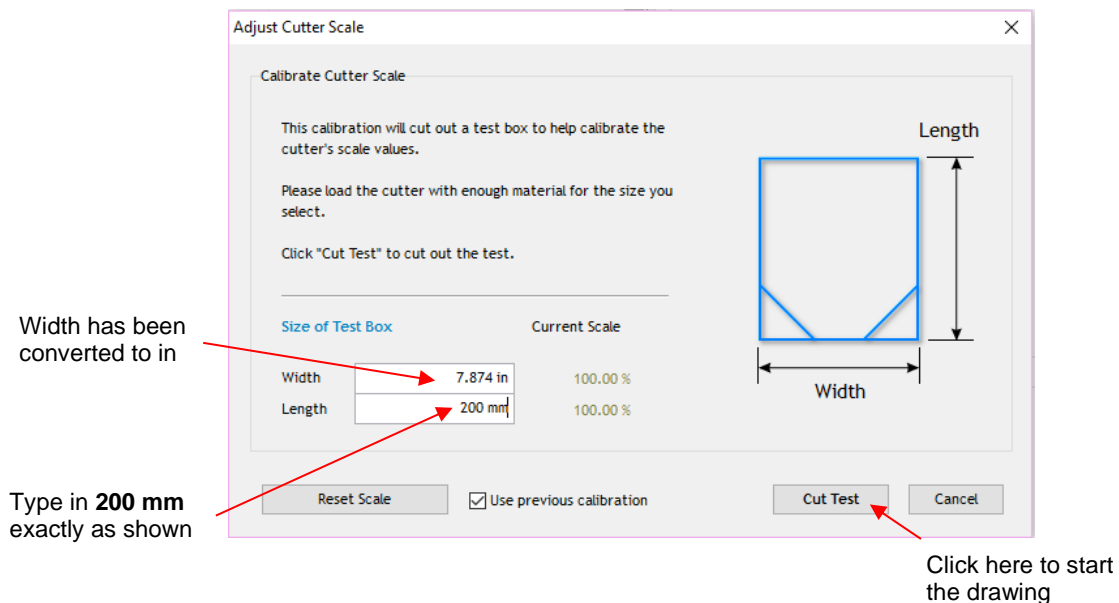 Adjust Cutter Scale
Calibrate Cutter Scale
This calibration will cut out a test box to help calibrate the
cutter's scale values.
Please load the cutter with enough material for the size you
select.
Click "Cut Test" to cut out the test.
Length
Width
Size of Test Box Current Scale
Width 7.874 in 100.00 %
Length 200 mm 100.00 %
Reset Scale Use previous calibration Cut Test Cancel
Width has been
converted to in
Type in 200 mm
exactly as shown
Click here to start
the drawing